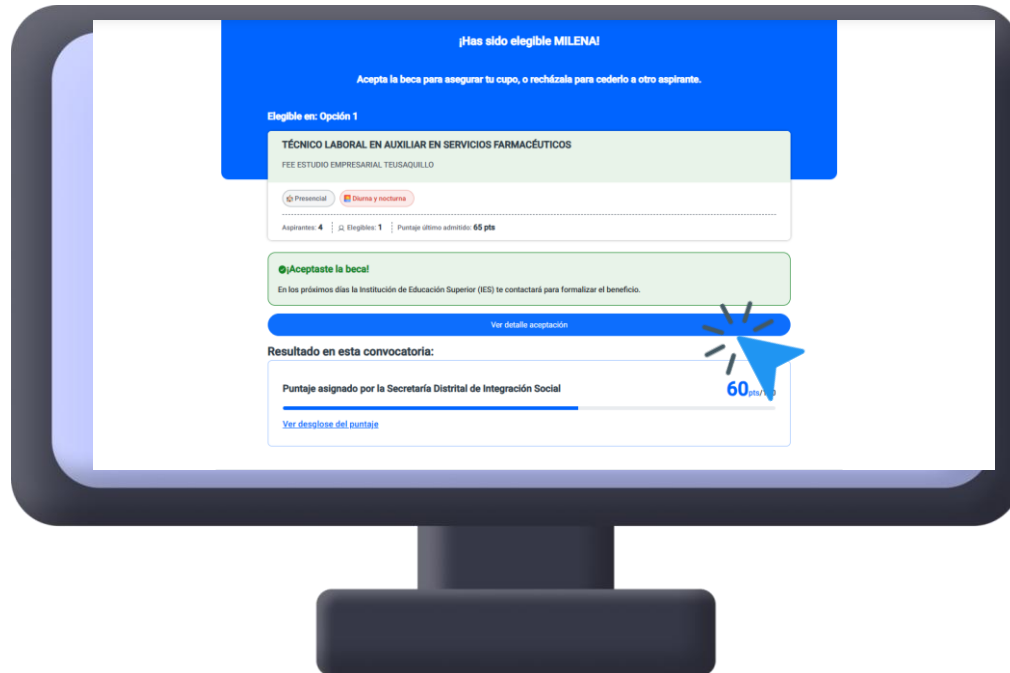 ¡Has sido elegible MILENA!
Acepta la beca para asegurar tu cupo, o recházala para cederlo a otro aspirante.
Elegible en: Opción 1
TÉCNICO LABORAL EN AUXILIAR EN SERVICIOS FARMACÉUTICOS
FEE ESTUDIO EMPRESARIAL TEUSAQUILLO
Presencial Diurna y nocturna
Aspirantes: 4 Elegibles: 1 Puntaje último admitido: 65 pts
¡Aceptaste la beca!
En los próximos días la Institución de Educación Superior (IES) te contactará para formalizar el beneficio.
Ver detalle aceptación
Resultado en esta convocatoria:
Puntaje asignado por la Secretaría Distrital de Integración Social 60 pts/
Ver desglose del puntaje